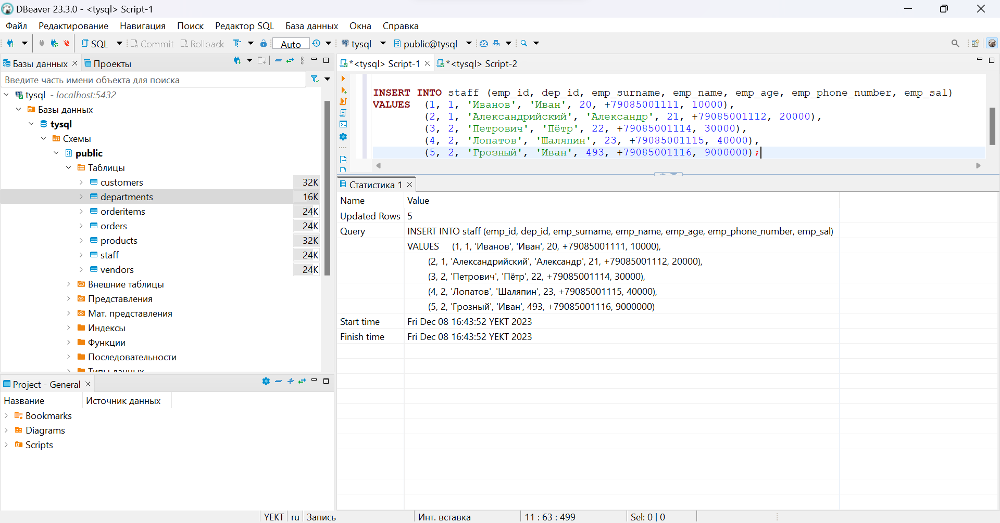 DBeaver 23.3.0 - <tysql> Script-1
Файл Редактирование Навигация Поиск Редактор SQL База данных Окна Справка
SQL Commit Rollback Auto tysql public@tysql
Базы данных Проекты
Введите часть имени объекта для поиска
tysql - localhost:5432
Базы данных
tysql
Схемы
public
Таблицы
customers 32K
departments 16K
orderitems 24K
orders 24K
products 32K
staff 24K
vendors 24K
Внешние таблицы
Представления
Мат. представления
Индексы
Функции
Последовательности
Типы данных
Project - General
Название Источник данных
Bookmarks
Diagrams
Scripts
*<tysql> Script-1 *<tysql> Script-2
INSERT INTO staff (emp_id, dep_id, emp_surname, emp_name, emp_age, emp_phone_number, emp_sal)
VALUES (1, 1, 'Иванов', 'Иван', 20, +79085001111, 10000),
(2, 1, 'Александрийский', 'Александр', 21, +79085001112, 20000),
(3, 2, 'Петрович', 'Пётр', 22, +79085001114, 30000),
(4, 2, 'Лопатов', 'Шаляпин', 23, +79085001115, 40000),
(5, 2, 'Грозный', 'Иван', 493, +79085001116, 9000000);
Статистика 1
Name Value
Updated Rows 5
Query INSERT INTO staff (emp_id, dep_id, emp_surname, emp_name, emp_age, emp_phone_number, emp_sal)
VALUES (1, 1, 'Иванов', 'Иван', 20, +79085001111, 10000),
(2, 1, 'Александрийский', 'Александр', 21, +79085001112, 20000),
(3, 2, 'Петрович', 'Пётр', 22, +79085001114, 30000),
(4, 2, 'Лопатов', 'Шаляпин', 23, +79085001115, 40000),
(5, 2, 'Грозный', 'Иван', 493, +79085001116, 9000000)
Start time Fri Dec 08 16:43:52 YEKT 2023
Finish time Fri Dec 08 16:43:52 YEKT 2023
YEKT ru Запись Инт. вставка 11 : 63 : 499 Sel: 0 | 0